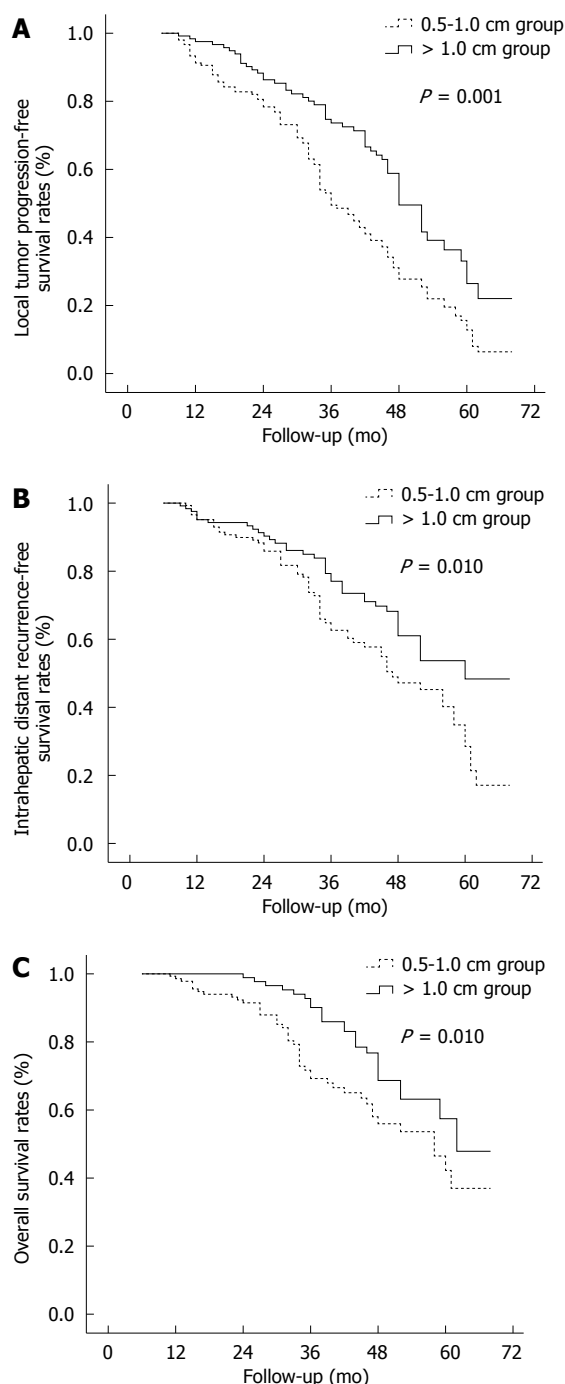 A
0.5-1.0 cm group
> 1.0 cm group
P = 0.001
Local tumor progression-free
survival rates (%)
1.0
0.8
0.6
0.4
0.2
0.0
0 12 24 36 48 60 72
Follow-up (mo)
B
0.5-1.0 cm group
> 1.0 cm group
P = 0.010
Intrahepatic distant recurrence-free
survival rates (%)
1.0
0.8
0.6
0.4
0.2
0.0
0 12 24 36 48 60 72
Follow-up (mo)
C
0.5-1.0 cm group
> 1.0 cm group
P = 0.010
Overall survival rates (%)
1.0
0.8
0.6
0.4
0.2
0.0
0 12 24 36 48 60 72
Follow-up (mo)